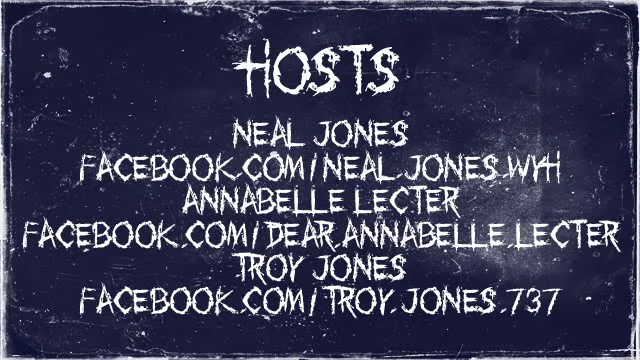 HOSTS
NEAL JONES
FACEBOOK.COM/NEAL.JONES.WYH
ANNABELLE LECTER
FACEBOOK.COM/DEAR.ANNABELLE.LECTER
TROY JONES
FACEBOOK.COM/TROY.JONES.737